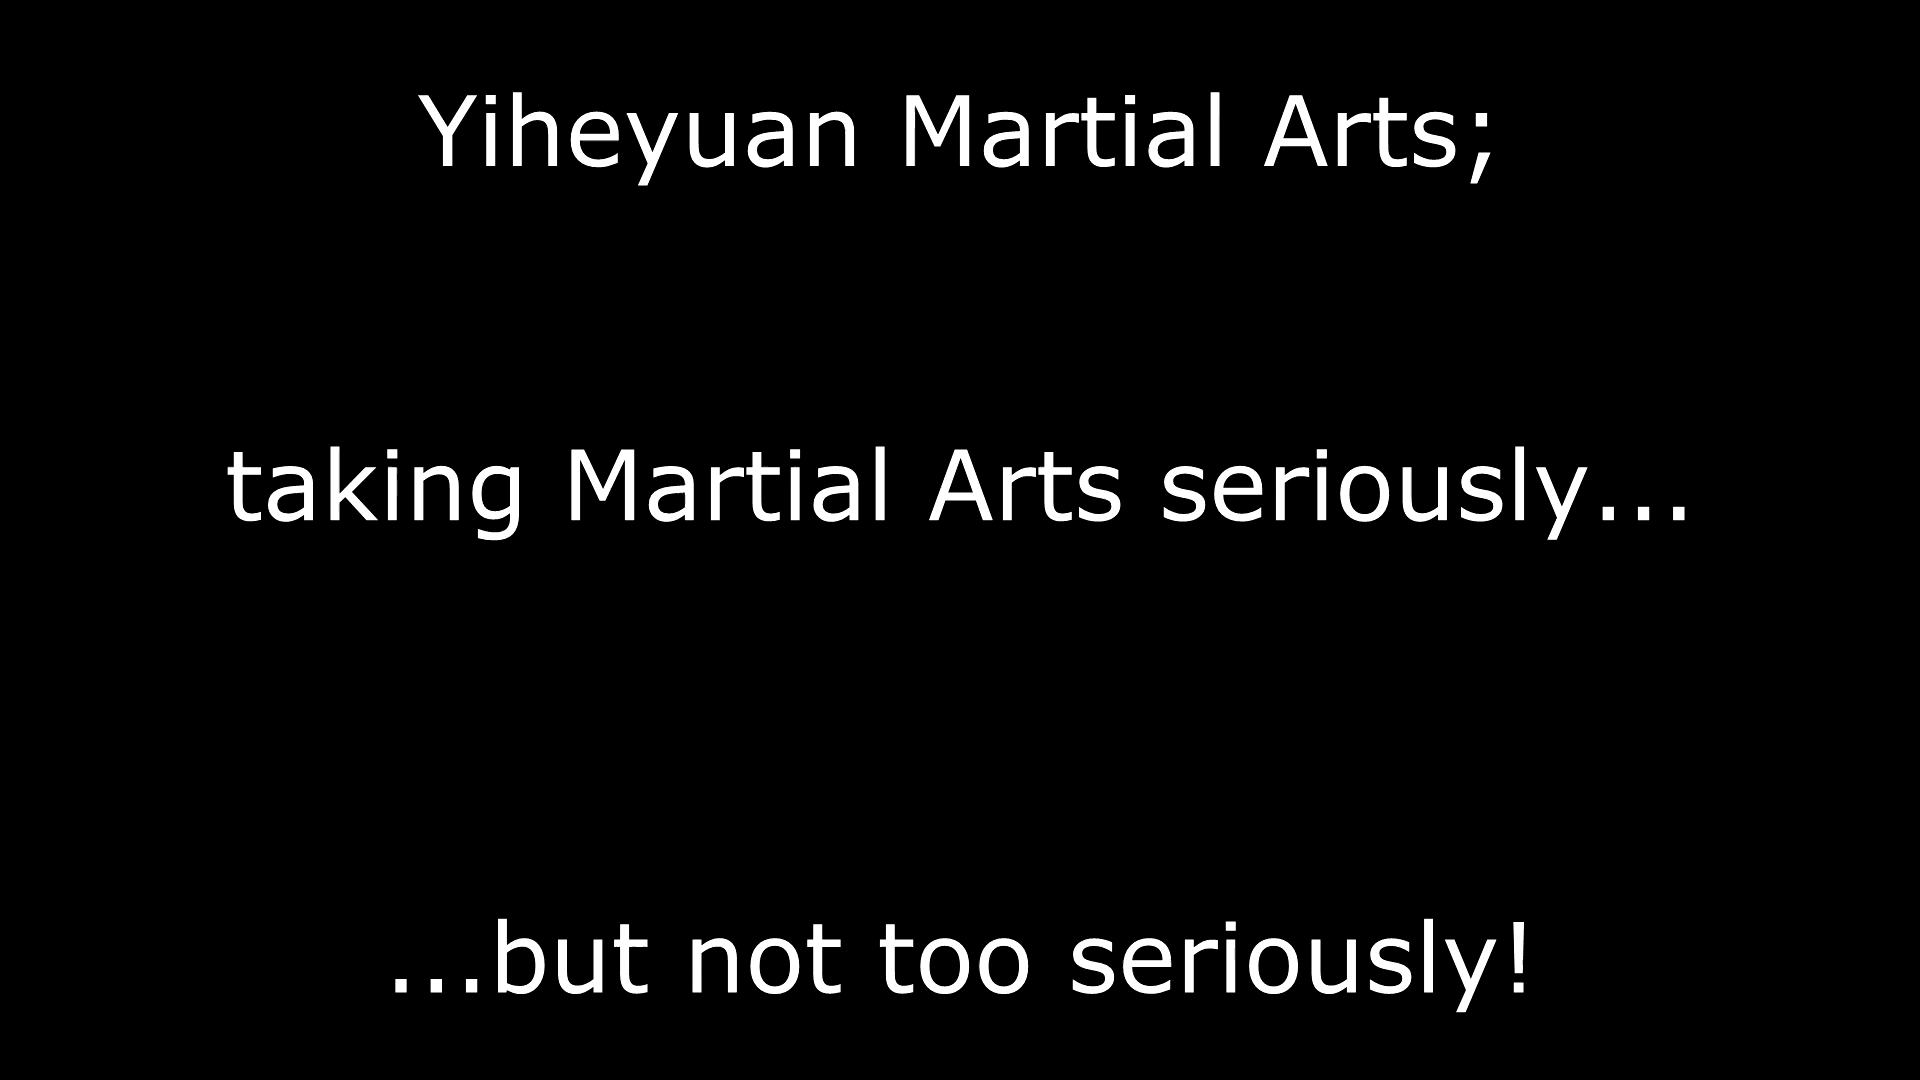 Yiheyuan Martial Arts;
taking Martial Arts seriously...
...but not too seriously!